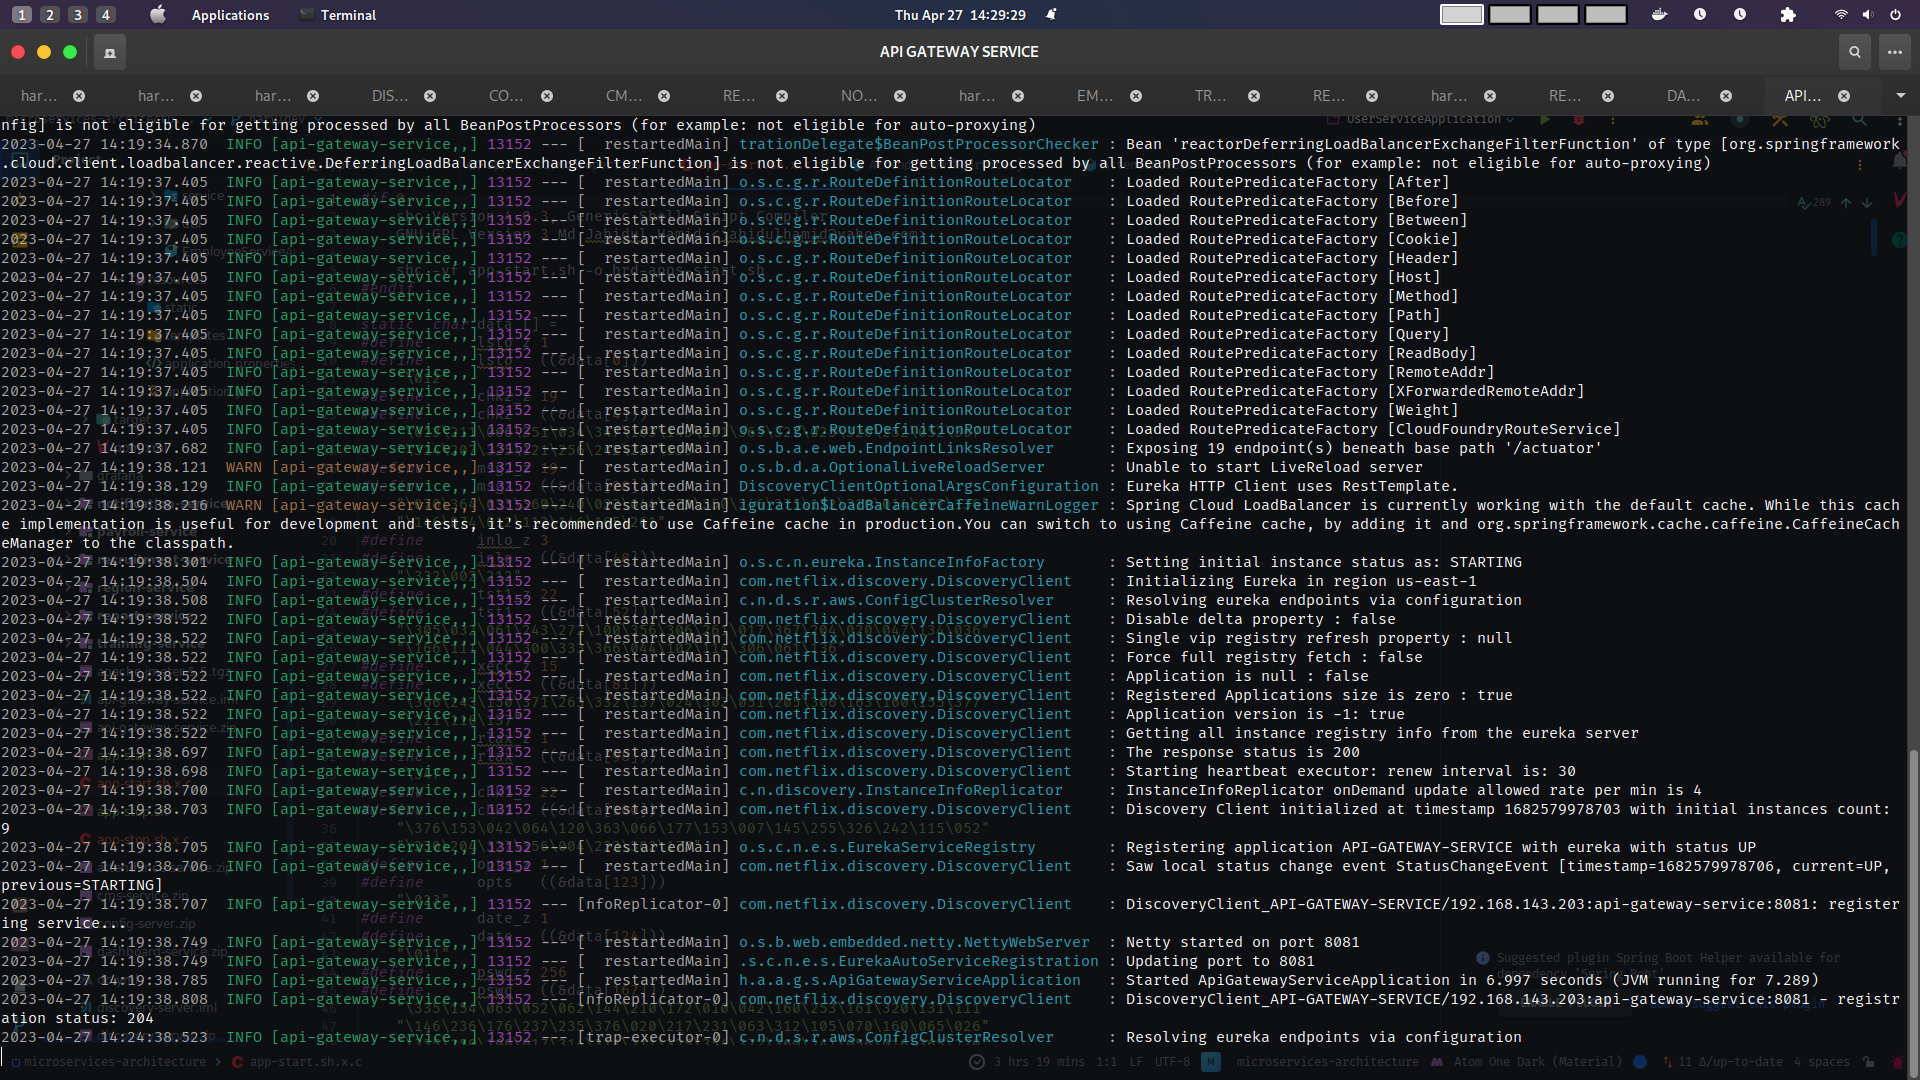 1 2 3 4 Applications Terminal Thu Apr 27 14:29:29
API GATEWAY SERVICE
har... har... har... DIS... CO... CM... RE... NO... har... EM... TR... RE... har... RE... DA... API...
nfig] is not eligible for getting processed by all BeanPostProcessors (for example: not eligible for auto-proxying)
2023-04-27 14:19:34.870 INFO [api-gateway-service,,] 13152 --- [ restartedMain] trationDelegate$BeanPostProcessorChecker : Bean 'reactorDeferringLoadBalancerExchangeFilterFunction' of type [org.springframework
.cloud.client.loadbalancer.reactive.DeferringLoadBalancerExchangeFilterFunction] is not eligible for getting processed by all BeanPostProcessors (for example: not eligible for auto-proxying)
2023-04-27 14:19:37.405 INFO [api-gateway-service,,] 13152 --- [ restartedMain] o.s.c.g.r.RouteDefinitionRouteLocator : Loaded RoutePredicateFactory [After]
2023-04-27 14:19:37.405 INFO [api-gateway-service,,] 13152 --- [ restartedMain] o.s.c.g.r.RouteDefinitionRouteLocator : Loaded RoutePredicateFactory [Before]
2023-04-27 14:19:37.405 INFO [api-gateway-service,,] 13152 --- [ restartedMain] o.s.c.g.r.RouteDefinitionRouteLocator : Loaded RoutePredicateFactory [Between]
2023-04-27 14:19:37.405 INFO [api-gateway-service,,] 13152 --- [ restartedMain] o.s.c.g.r.RouteDefinitionRouteLocator : Loaded RoutePredicateFactory [Cookie]
2023-04-27 14:19:37.405 INFO [api-gateway-service,,] 13152 --- [ restartedMain] o.s.c.g.r.RouteDefinitionRouteLocator : Loaded RoutePredicateFactory [Header]
2023-04-27 14:19:37.405 INFO [api-gateway-service,,] 13152 --- [ restartedMain] o.s.c.g.r.RouteDefinitionRouteLocator : Loaded RoutePredicateFactory [Host]
2023-04-27 14:19:37.405 INFO [api-gateway-service,,] 13152 --- [ restartedMain] o.s.c.g.r.RouteDefinitionRouteLocator : Loaded RoutePredicateFactory [Method]
2023-04-27 14:19:37.405 INFO [api-gateway-service,,] 13152 --- [ restartedMain] o.s.c.g.r.RouteDefinitionRouteLocator : Loaded RoutePredicateFactory [Path]
2023-04-27 14:19:37.405 INFO [api-gateway-service,,] 13152 --- [ restartedMain] o.s.c.g.r.RouteDefinitionRouteLocator : Loaded RoutePredicateFactory [Query]
2023-04-27 14:19:37.405 INFO [api-gateway-service,,] 13152 --- [ restartedMain] o.s.c.g.r.RouteDefinitionRouteLocator : Loaded RoutePredicateFactory [ReadBody]
2023-04-27 14:19:37.405 INFO [api-gateway-service,,] 13152 --- [ restartedMain] o.s.c.g.r.RouteDefinitionRouteLocator : Loaded RoutePredicateFactory [RemoteAddr]
2023-04-27 14:19:37.405 INFO [api-gateway-service,,] 13152 --- [ restartedMain] o.s.c.g.r.RouteDefinitionRouteLocator : Loaded RoutePredicateFactory [XForwardedRemoteAddr]
2023-04-27 14:19:37.405 INFO [api-gateway-service,,] 13152 --- [ restartedMain] o.s.c.g.r.RouteDefinitionRouteLocator : Loaded RoutePredicateFactory [Weight]
2023-04-27 14:19:37.405 INFO [api-gateway-service,,] 13152 --- [ restartedMain] o.s.c.g.r.RouteDefinitionRouteLocator : Loaded RoutePredicateFactory [CloudFoundryRouteService]
2023-04-27 14:19:37.682 INFO [api-gateway-service,,] 13152 --- [ restartedMain] o.s.b.a.e.web.EndpointLinksResolver : Exposing 19 endpoint(s) beneath base path '/actuator'
2023-04-27 14:19:38.121 WARN [api-gateway-service,,] 13152 --- [ restartedMain] o.s.b.d.a.OptionalLiveReloadServer : Unable to start LiveReload server
2023-04-27 14:19:38.129 INFO [api-gateway-service,,] 13152 --- [ restartedMain] DiscoveryClientOptionalArgsConfiguration : Eureka HTTP Client uses RestTemplate.
2023-04-27 14:19:38.216 WARN [api-gateway-service,,] 13152 --- [ restartedMain] iguration$LoadBalancerCaffeineWarnLogger : Spring Cloud LoadBalancer is currently working with the default cache. While this cach
e implementation is useful for development and tests, it's recommended to use Caffeine cache in production.You can switch to using Caffeine cache, by adding it and org.springframework.cache.caffeine.CaffeineCach
eManager to the classpath.
2023-04-27 14:19:38.301 INFO [api-gateway-service,,] 13152 --- [ restartedMain] o.s.c.n.eureka.InstanceInfoFactory : Setting initial instance status as: STARTING
2023-04-27 14:19:38.504 INFO [api-gateway-service,,] 13152 --- [ restartedMain] com.netflix.discovery.DiscoveryClient : Initializing Eureka in region us-east-1
2023-04-27 14:19:38.508 INFO [api-gateway-service,,] 13152 --- [ restartedMain] c.n.d.s.r.aws.ConfigClusterResolver : Resolving eureka endpoints via configuration
2023-04-27 14:19:38.522 INFO [api-gateway-service,,] 13152 --- [ restartedMain] com.netflix.discovery.DiscoveryClient : Disable delta property : false
2023-04-27 14:19:38.522 INFO [api-gateway-service,,] 13152 --- [ restartedMain] com.netflix.discovery.DiscoveryClient : Single vip registry refresh property : null
2023-04-27 14:19:38.522 INFO [api-gateway-service,,] 13152 --- [ restartedMain] com.netflix.discovery.DiscoveryClient : Force full registry fetch : false
2023-04-27 14:19:38.522 INFO [api-gateway-service,,] 13152 --- [ restartedMain] com.netflix.discovery.DiscoveryClient : Application is null : false
2023-04-27 14:19:38.522 INFO [api-gateway-service,,] 13152 --- [ restartedMain] com.netflix.discovery.DiscoveryClient : Registered Applications size is zero : true
2023-04-27 14:19:38.522 INFO [api-gateway-service,,] 13152 --- [ restartedMain] com.netflix.discovery.DiscoveryClient : Application version is -1: true
2023-04-27 14:19:38.522 INFO [api-gateway-service,,] 13152 --- [ restartedMain] com.netflix.discovery.DiscoveryClient : Getting all instance registry info from the eureka server
2023-04-27 14:19:38.697 INFO [api-gateway-service,,] 13152 --- [ restartedMain] com.netflix.discovery.DiscoveryClient : The response status is 200
2023-04-27 14:19:38.698 INFO [api-gateway-service,,] 13152 --- [ restartedMain] com.netflix.discovery.DiscoveryClient : Starting heartbeat executor: renew interval is: 30
2023-04-27 14:19:38.700 INFO [api-gateway-service,,] 13152 --- [ restartedMain] c.n.discovery.InstanceInfoReplicator : InstanceInfoReplicator onDemand update allowed rate per min is 4
2023-04-27 14:19:38.703 INFO [api-gateway-service,,] 13152 --- [ restartedMain] com.netflix.discovery.DiscoveryClient : Discovery Client initialized at timestamp 1682579978703 with initial instances count:
9
2023-04-27 14:19:38.705 INFO [api-gateway-service,,] 13152 --- [ restartedMain] o.s.c.n.e.s.EurekaServiceRegistry : Registering application API-GATEWAY-SERVICE with eureka with status UP
2023-04-27 14:19:38.706 INFO [api-gateway-service,,] 13152 --- [ restartedMain] com.netflix.discovery.DiscoveryClient : Saw local status change event StatusChangeEvent [timestamp=1682579978706, current=UP,
previous=STARTING]
2023-04-27 14:19:38.707 INFO [api-gateway-service,,] 13152 --- [nfoReplicator-0] com.netflix.discovery.DiscoveryClient : DiscoveryClient_API-GATEWAY-SERVICE/192.168.143.203:api-gateway-service:8081: register
ing service...
2023-04-27 14:19:38.749 INFO [api-gateway-service,,] 13152 --- [ restartedMain] o.s.b.web.embedded.netty.NettyWebServer : Netty started on port 8081
2023-04-27 14:19:38.749 INFO [api-gateway-service,,] 13152 --- [ restartedMain] .s.c.n.e.s.EurekaAutoServiceRegistration : Updating port to 8081
2023-04-27 14:19:38.785 INFO [api-gateway-service,,] 13152 --- [ restartedMain] h.a.a.g.s.ApiGatewayServiceApplication : Started ApiGatewayServiceApplication in 6.997 seconds (JVM running for 7.289)
2023-04-27 14:19:38.808 INFO [api-gateway-service,,] 13152 --- [nfoReplicator-0] com.netflix.discovery.DiscoveryClient : DiscoveryClient_API-GATEWAY-SERVICE/192.168.143.203:api-gateway-service:8081 - registr
ation status: 204
2023-04-27 14:24:38.523 INFO [api-gateway-service,,] 13152 --- [trap-executor-0] c.n.d.s.r.aws.ConfigClusterResolver : Resolving eureka endpoints via configuration
microservices-architecture > app-start.sh.x.c 3 hrs 19 mins 1:1 LF UTF-8 microservices-architecture Atom One Dark (Material) 11 Δ/up-to-date 4 spaces